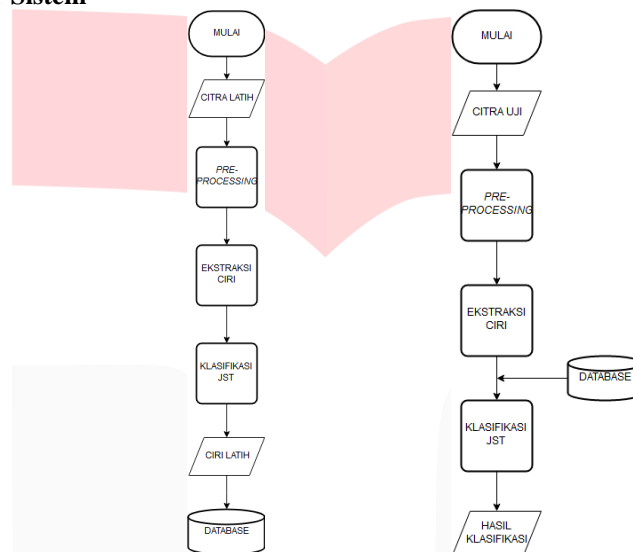 Sistem
MULAI
CITRA LATIH
PRE-
PROCESSING
EKSTRAKSI
CIRI
KLASIFIKASI
JST
CIRI LATIH
DATABASE
MULAI
CITRA UJI
PRE-
PROCESSING
EKSTRAKSI
CIRI
DATABASE
KLASIFIKASI
JST
HASIL
KLASIFIKASI